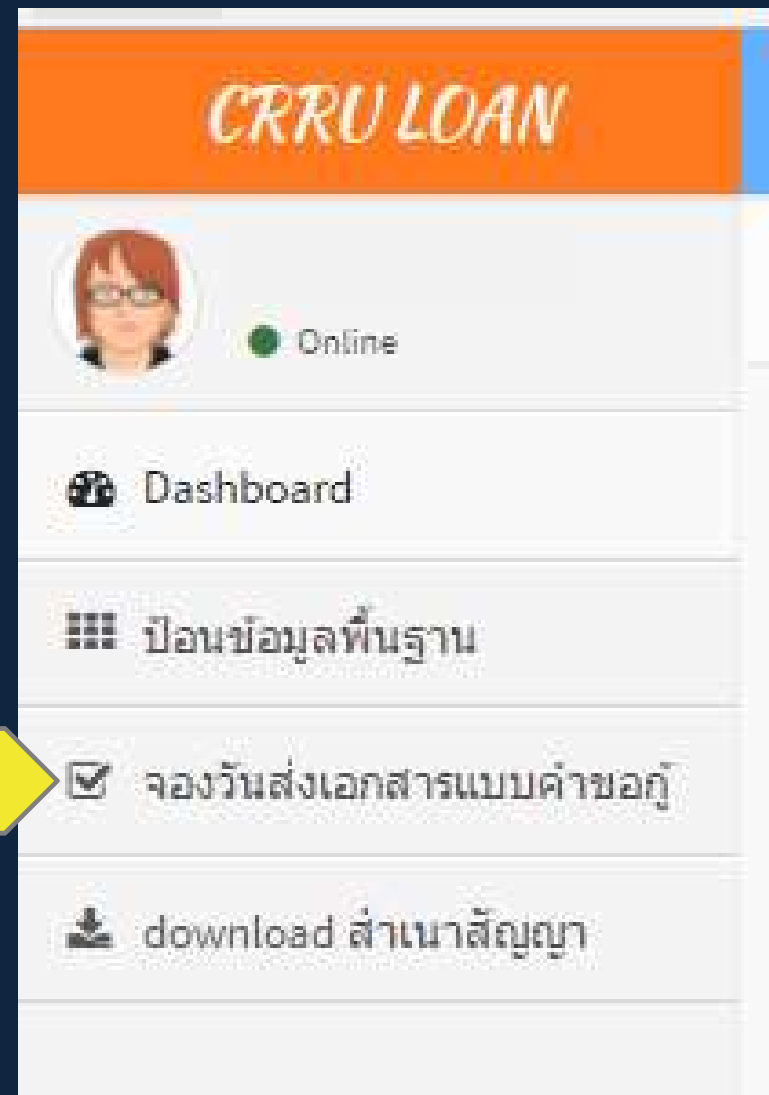 CRRU LOAN
Online
Dashboard
ป้อนข้อมูลพื้นฐาน
จองวันส่งเอกสารแบบคำขอกู้
download สำเนาสัญญา